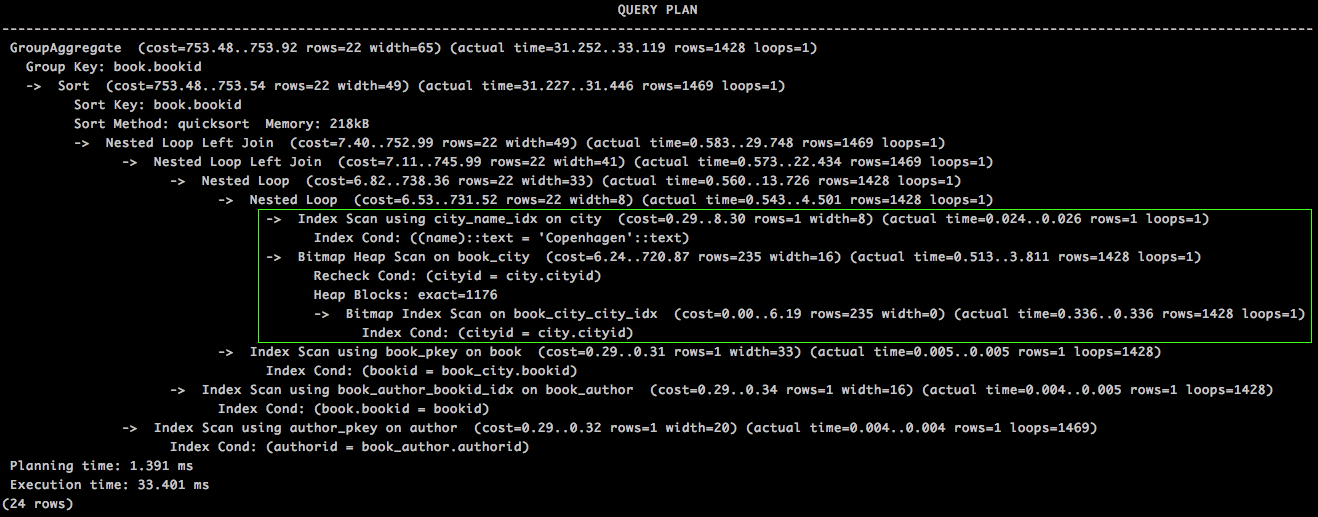 QUERY PLAN
--------------------------------------------------------------------------------------------------------------------------------------------------------------------
GroupAggregate  (cost=753.48..753.92 rows=22 width=65) (actual time=31.252..33.119 rows=1428 loops=1)
  Group Key: book.bookid
  ->  Sort  (cost=753.48..753.54 rows=22 width=49) (actual time=31.227..31.446 rows=1469 loops=1)
        Sort Key: book.bookid
        Sort Method: quicksort  Memory: 218kB
        ->  Nested Loop Left Join  (cost=7.40..752.99 rows=22 width=49) (actual time=0.583..29.748 rows=1469 loops=1)
              ->  Nested Loop Left Join  (cost=7.11..745.99 rows=22 width=41) (actual time=0.573..22.434 rows=1469 loops=1)
                    ->  Nested Loop  (cost=6.82..738.36 rows=22 width=33) (actual time=0.560..13.726 rows=1428 loops=1)
                          ->  Nested Loop  (cost=6.53..731.52 rows=22 width=8) (actual time=0.543..4.501 rows=1428 loops=1)
                                ->  Index Scan using city_name_idx on city  (cost=0.29..8.30 rows=1 width=8) (actual time=0.024..0.026 rows=1 loops=1)
                                      Index Cond: ((name)::text = 'Copenhagen'::text)
                                ->  Bitmap Heap Scan on book_city  (cost=6.24..720.87 rows=235 width=16) (actual time=0.513..3.811 rows=1428 loops=1)
                                      Recheck Cond: (cityid = city.cityid)
                                      Heap Blocks: exact=1176
                                      ->  Bitmap Index Scan on book_city_city_idx  (cost=0.00..6.19 rows=235 width=0) (actual time=0.336..0.336 rows=1428 loops=1)
                                            Index Cond: (cityid = city.cityid)
                          ->  Index Scan using book_pkey on book  (cost=0.29..0.31 rows=1 width=33) (actual time=0.005..0.005 rows=1 loops=1428)
                                Index Cond: (bookid = book_city.bookid)
                    ->  Index Scan using book_author_bookid_idx on book_author  (cost=0.29..0.34 rows=1 width=16) (actual time=0.004..0.005 rows=1 loops=1428)
                          Index Cond: (book.bookid = bookid)
              ->  Index Scan using author_pkey on author  (cost=0.29..0.32 rows=1 width=20) (actual time=0.004..0.004 rows=1 loops=1469)
                    Index Cond: (authorid = book_author.authorid)
Planning time: 1.391 ms
Execution time: 33.401 ms
(24 rows)